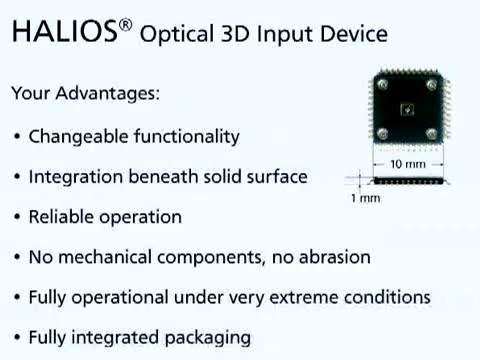 HALIOS® Optical 3D Input Device
Your Advantages:
• Changeable functionality
• Integration beneath solid surface
• Reliable operation
• No mechanical components, no abrasion
• Fully operational under very extreme conditions
• Fully integrated packaging
10 mm
1 mm